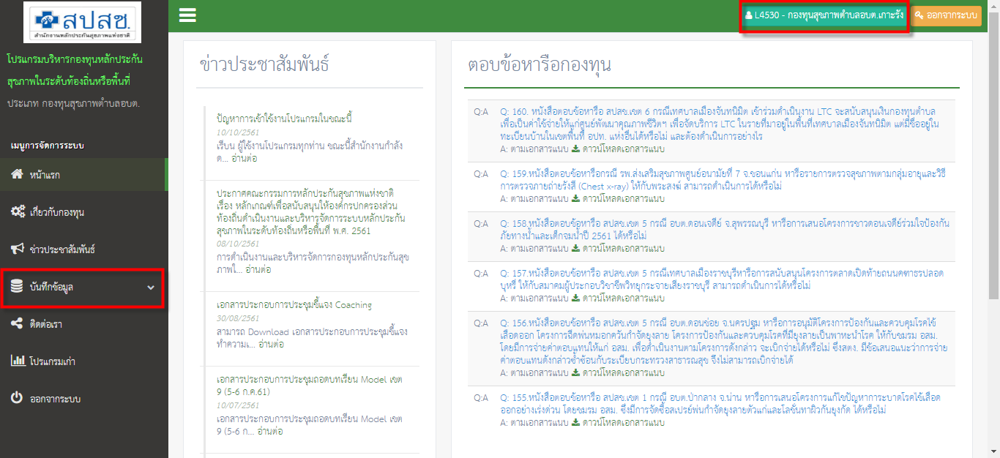 สปสช.
สำนักงานหลักประกันสุขภาพแห่งชาติ
โปรแกรมบริหารกองทุนหลักประกัน
สุขภาพในระดับท้องถิ่นหรือพื้นที่
ประเภท กองทุนสุขภาพตำบลอบต.
เมนูการจัดการระบบ
หน้าแรก
เกี่ยวกับกองทุน
ข่าวประชาสัมพันธ์
บันทึกข้อมูล
ติดต่อเรา
โปรแกรมเก่า
ออกจากระบบ
L4530 - กองทุนสุขภาพตำบลอบต.เกาะรัง
ออกจากระบบ
ข่าวประชาสัมพันธ์
ปัญหาการเข้าใช้งานโปรแกรมในขณะนี้
10/10/2561
เรียน ผู้ใช้งานโปรแกรมทุกท่าน ขณะนี้สำนักงานกำลัง
ด... อ่านต่อ
ประกาศคณะกรรมการหลักประกันสุขภาพแห่งชาติ
เรื่อง หลักเกณฑ์เพื่อสนับสนุนให้องค์กรปกครองส่วน
ท้องถิ่นดำเนินงานและบริหารจัดการระบบหลักประกัน
สุขภาพในระดับท้องถิ่นหรือพื้นที่ พ.ศ. 2561
08/10/2561
การดำเนินงานและบริหารจัดการกองทุนหลักประกันสุข
ภาพใ... อ่านต่อ
เอกสารประกอบการประชุมชี้แจง Coaching
30/08/2561
สามารถ Download เอกสารประกอบการประชุมชี้แจง
ทำความเ... อ่านต่อ
เอกสารประกอบการประชุมถอดบทเรียน Model เขต
9 (5-6 ก.ค.61)
10/07/2561
เอกสารประกอบการประชุมถอดบทเรียน Model เขต
9 (5-6 ก... อ่านต่อ
ตอบข้อหารือกองทุน
Q:A Q: 160. หนังสือตอบข้อหารือ สปสช.เขต 6 กรณีเทศบาลเมืองจันทนิมิต เข้าร่วมดำเนินงาน LTC จะสนับสนุนเงินกองทุนตำบล
เพื่อเป็นค่าใช้จ่ายให้แก่ศูนย์พัฒนาคุณภาพชีวิตฯ เพื่อจัดบริการ LTC ในรายที่มาอยู่ในพื้นที่เทศบาลเมืองจันทนิมิต แต่มีชื่ออยู่ใน
ทะเบียนบ้านในเขตพื้นที่ อปท. แห่งอื่นได้หรือไม่ และต้องดำเนินการอย่างไร
A: ตามเอกสารแนบ ดาวน์โหลดเอกสารแนบ
Q:A Q: 159.หนังสือตอบข้อหารือกรณี รพ.ส่งเสริมสุขภาพศูนย์อนามัยที่ 7 จ.ขอนแก่น หารือรายการตรวจสุขภาพตามกลุ่มอายุและวิธี
การตรวจภายถ่ายรังสี (Chest x-ray) ให้กับพระสงฆ์ สามารถดำเนินการได้หรือไม่
A: ตามเอกสารแนบ ดาวน์โหลดเอกสารแนบ
Q:A Q: 158.หนังสือตอบข้อหารือ สปสช.เขต 5 กรณี อบต.ดอนเจดีย์ จ.สุพรรณบุรี หารือการเสนอโครงการชาวดอนเจดีย์ร่วมใจป้องกัน
ภัยทางน้ำและเด็กจมน้ำปี 2561 ได้หรือไม่
A: ตามเอกสารแนบ ดาวน์โหลดเอกสารแนบ
Q:A Q: 157.หนังสือตอบข้อหารือ สปสช.เขต 5 กรณีเทศบาลเมืองราชบุรีหารือการสนับสนุนโครงการตลาดเปิดท้ายถนนคฑาธรปลอด
บุหรี่ ให้กับสมาคมผู้ประกอบวิชาชีพวิทยุกระจายเสียงราชบุรี สามารถดำเนินการได้หรือไม่
A: ตามเอกสารแนบ ดาวน์โหลดเอกสารแนบ
Q:A Q: 156.หนังสือตอบข้อหารือ สปสช.เขต 5 กรณี อบต.ดอนข่อย จ.นครปฐม หารือการอนุมัติโครงการป้องกันและควบคุมโรคไข้
เลือดออก โครงการฉีดพ่นหมอกควันกำจัดยุงลาย โครงการป้องกันและควบคุมโรคที่มียุงลายเป็นพาหะนำโรค ให้กับชมรม อสม.
โดยมีการจ่ายค่าตอบแทนให้แก่ อสม. เพื่อดำเนินงานตามโครงการดังกล่าว จะเบิกจ่ายได้หรือไม่ ซึ่งสตง. มีข้อเสนอแนะว่าการจ่าย
ค่าตอบแทนดังกล่าวซ้ำซ้อนกับระเบียบกระทรวงสาธารณสุข จึงไม่สามารถเบิกจ่ายได้
A: ตามเอกสารแนบ ดาวน์โหลดเอกสารแนบ
Q:A Q: 155.หนังสือตอบข้อหารือ สปสช.เขต 1 กรณี อบต.ป่ากลาง จ.น่าน หารือการเสนอโครงการแก้ไขปัญหาการะบาดโรคไข้เลือด
ออกอย่างเร่งด่วน โดยชมรม อสม. ซึ่งมีการจัดซื้อสเปรย์พ่นกำจัดยุงลายตัวแก่และโลชั่นทาผิวกันยุงกัด ได้หรือไม่
A: ตามเอกสารแนบ ดาวน์โหลดเอกสารแนบ